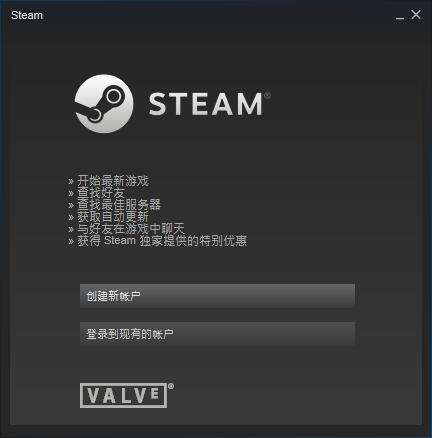 Steam
STEAM®
» 开始最新游戏
» 查找好友
» 查找最佳服务器
» 获取自动更新
» 与好友在游戏中聊天
» 获得 Steam 独家提供的特别优惠
创建新帐户
登录到现有的帐户
VALVE®